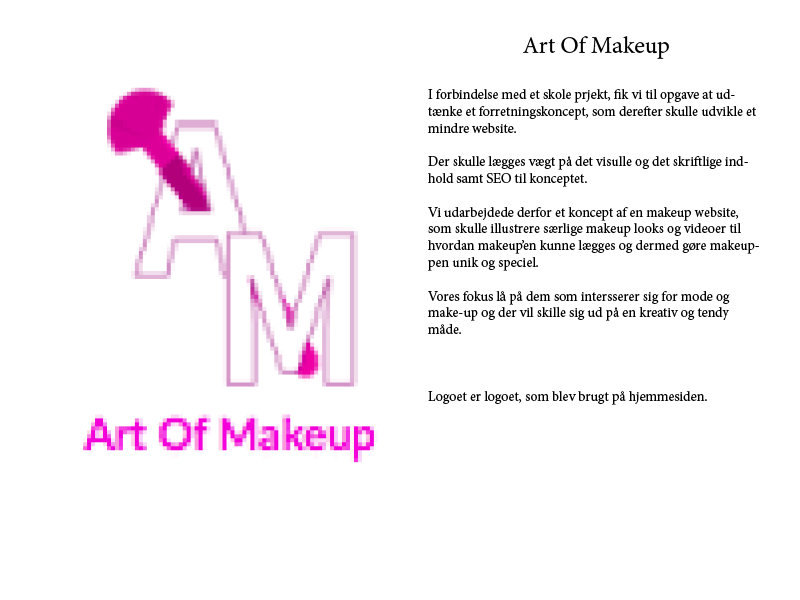 Art Of Makeup
I forbindelse med et skole prjekt, fik vi til opgave at ud-
tænke et forretningskoncept, som derefter skulle udvikle et
mindre website.
Der skulle lægges vægt på det visulle og det skriftlige ind-
hold samt SEO til konceptet.
Vi udarbejdede derfor et koncept af en makeup website,
som skulle illustrere særlige makeup looks og videoer til
hvordan makeup'en kunne lægges og dermed gøre makeup-
pen unik og speciel.
Vores fokus lå på dem som intersserer sig for mode og
make-up og der vil skille sig ud på en kreativ og tendy
måde.
Logoet er logoet, som blev brugt på hjemmesiden.
A
M
Art Of Makeup